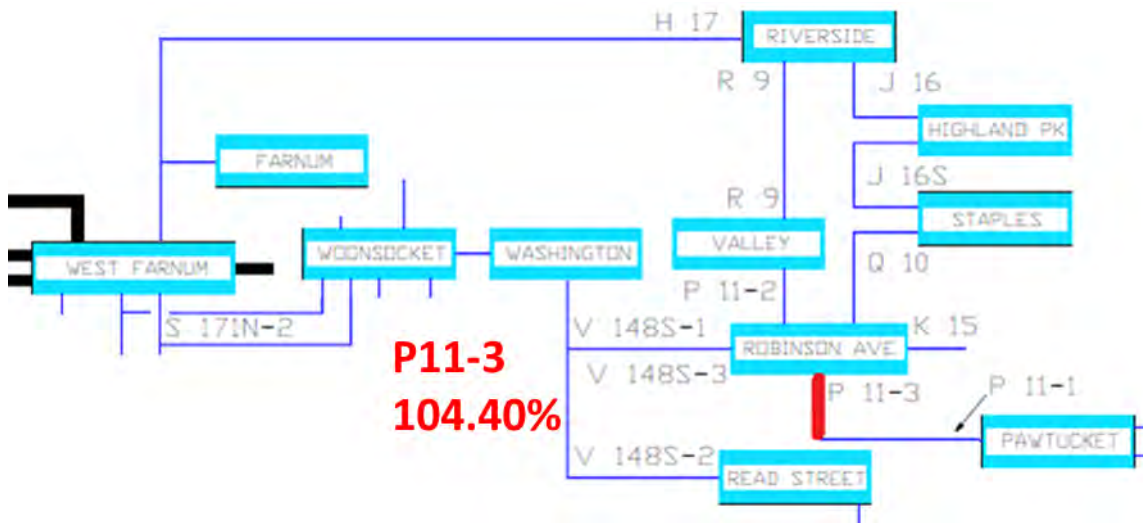 H 17
RIVERSIDE
R 9
J 16
HIGHLAND PK
FARNUM
J 16S
R 9
STAPLES
VALLEY
WOONSOCKET
WASHINGTON
WEST FARNUM
Q 10
P 11-2
S 171N-2
V 148S-1
K 15
ROBINSON AVE
P11-3
104.40%
V 148S-3
P 11-3
P 11-1
PAWTUCKET
V 148S-2
READ STREET